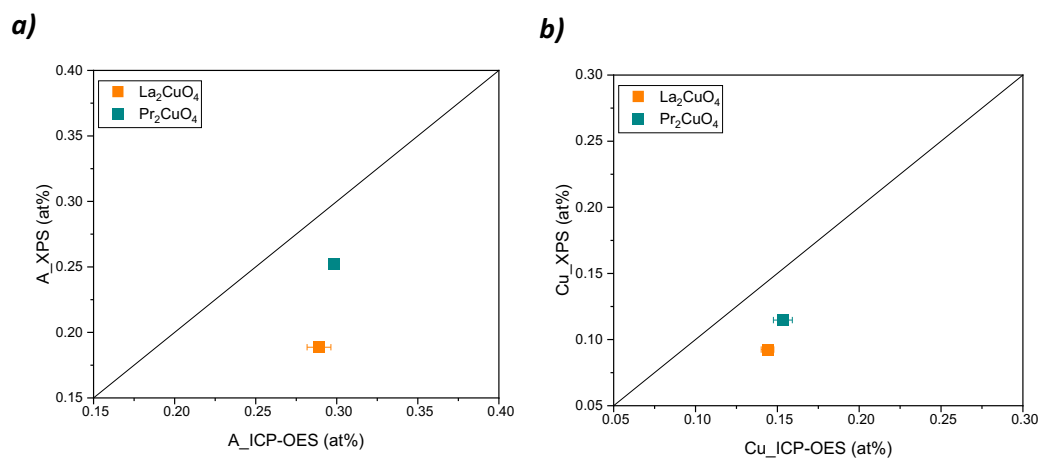 a)
0.40
0.35
0.30
0.25
0.20
0.15
A_XPS (at%)
La₂CuO₄
Pr₂CuO₄
0.15 0.20 0.25 0.30 0.35 0.40
A_ICP-OES (at%)
b)
0.30
0.25
0.20
0.15
0.10
0.05
Cu_XPS (at%)
La₂CuO₄
Pr₂CuO₄
0.05 0.10 0.15 0.20 0.25 0.30
Cu_ICP-OES (at%)